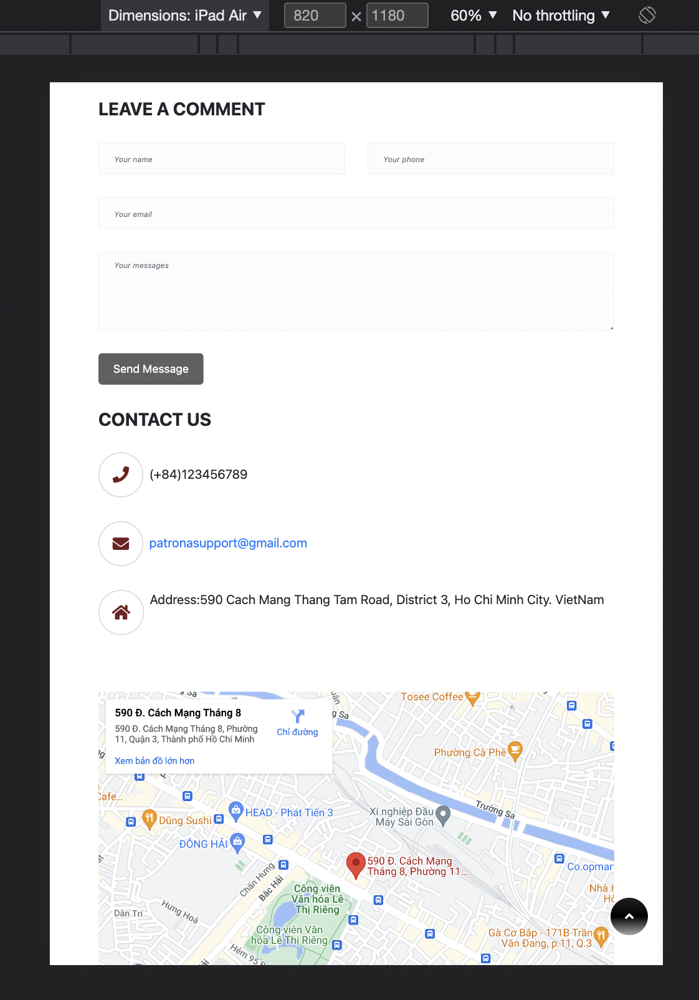 Dimensions: iPad Air ▼ 820 × 1180 60% ▼ No throttling ▼
LEAVE A COMMENT
Your name
Your phone
Your email
Your messages
Send Message
CONTACT US
(+84)123456789
patronasupport@gmail.com
Address:590 Cach Mang Thang Tam Road, District 3, Ho Chi Minh City. VietNam
590 Đ. Cách Mạng Tháng 8
590 Đ. Cách Mạng Tháng 8, Phường
11, Quận 3, Thành phố Hồ Chí Minh
Chỉ đường
Xem bản đồ lớn hơn
Tosee Coffee
g Sa
Phường Cà Phê
Cafe...
Trường Sa
HEAD - Phát Tiến 3
Xí nghiệp Đầu
Máy Sài Gòn
Dũng Sushi
ĐÔNG HẢI
590 Đ. Cách Mạng
Tháng 8, Phường 11...
Co.opmar
Chấn Hưng
Bắc Hải
Công viên
Văn hóa Lê
Thị Riêng
Nhà
Dân Trí
Hưng Hoá
Công viên Văn
hóa Lê Thị Riêng
Gà Cơ Bắp - 171B Trần
Văn Đang, p.11, Q.3
Hẻm 95